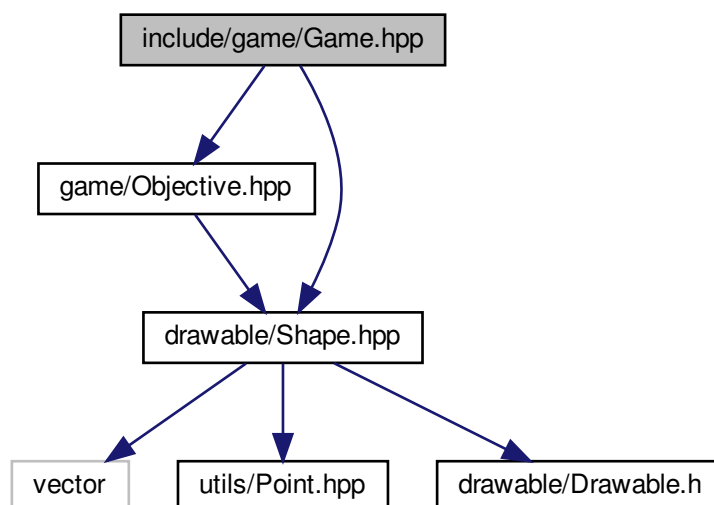 include/game/Game.hpp
game/Objective.hpp
drawable/Shape.hpp
vector
utils/Point.hpp
drawable/Drawable.h